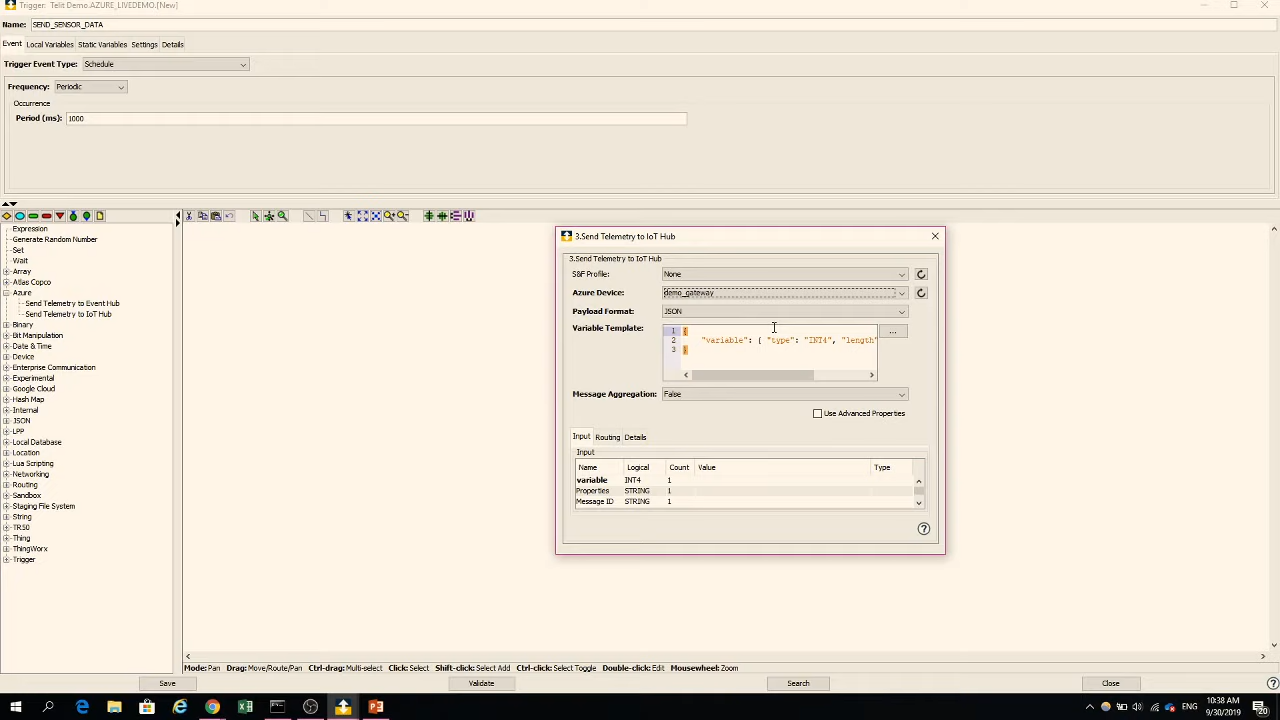 Trigger: Telit Demo.AZURE_LIVEDEMO.[New]
Name: SEND_SENSOR_DATA
Event Local Variables Static Variables Settings Details
Trigger Event Type: Schedule
Frequency: Periodic
Occurrence
Period (ms): 1000
Expression
Generate Random Number
Set
Wait
Array
Atlas Copco
Azure
Send Telemetry to Event Hub
Send Telemetry to IoT Hub
Binary
Bit Manipulation
Date and Time
Device
Enterprise Communication
Experimental
Google Cloud
Hash Map
Internal
JSON
LPP
Local Database
Location
Lua Scripting
Networking
Routing
Sandbox
Staging File System
String
TR50
Thing
ThingWorx
Trigger
3.Send Telemetry to IoT Hub
3.Send Telemetry to IoT Hub
S&F Profile: None
Azure Device: demo_gateway
Payload Format: JSON
Variable Template:
1 {
2 "variable": { "type": "INT4", "length"
3 }
...
Message Aggregation: False
Use Advanced Properties
Input Routing Details
Input
Name Logical Count Value Type
variable INT4 1
Properties STRING 1
Message ID STRING 1
Mode: Pan Drag: Move/Route/Pan Ctrl-drag: Multi-select Click: Select Shift-click: Select Add Ctrl-click: Select Toggle Double-click: Edit Mousewheel: Zoom
Save Validate Search Close
ENG
10:38 AM
9/30/2019
20